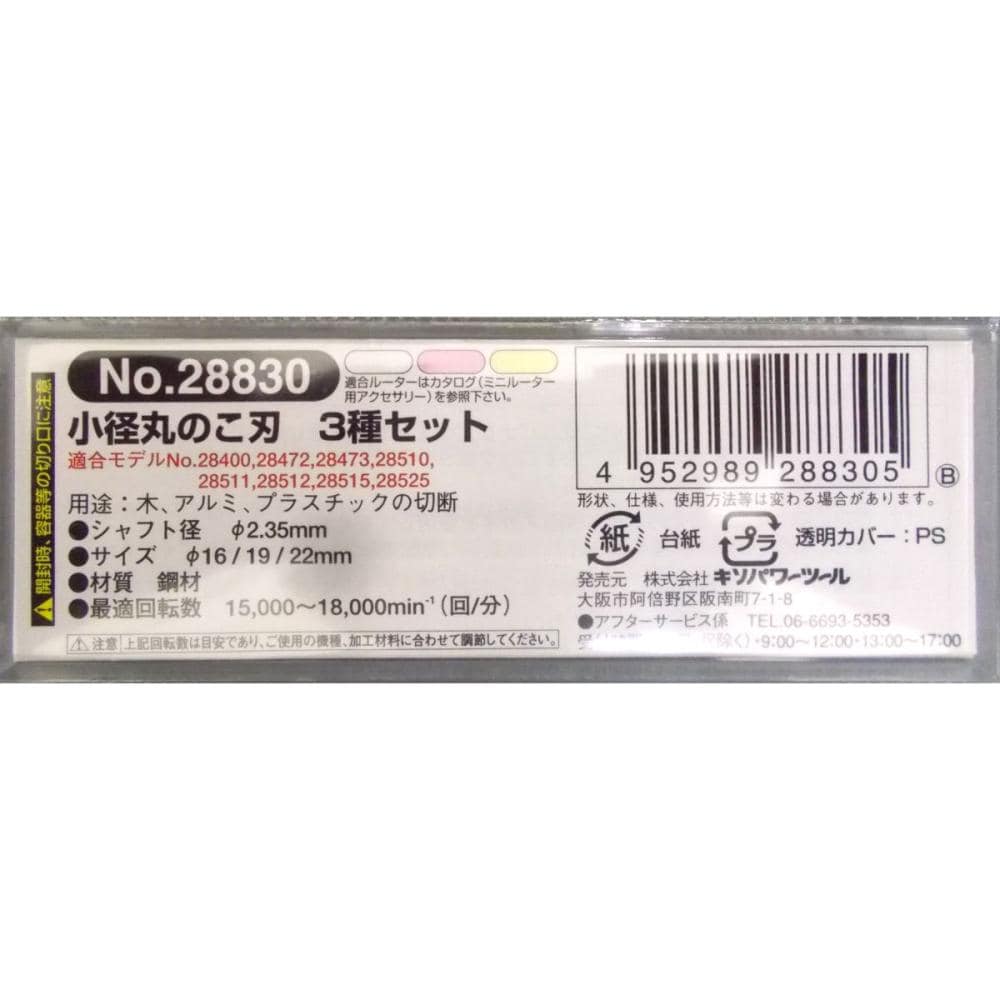 ⚠開封時、容器等の切り口に注意
No.28830
適合ルーターはカタログ(ミニルーター
用アクセサリー)を参照下さい。
小径丸のこ刃 3種セット
適合モデルNo.28400,28472,28473,28510,
28511,28512,28515,28525
用途:木、アルミ、プラスチックの切断
●シャフト径 φ2.35mm
●サイズ φ16/19/22mm
●材質 鋼材
●最適回転数 15,000〜18,000min⁻¹(回/分)
⚠注意 上記回転数は目安であり、ご使用の機種、加工材料に合わせて調節してください。
4 952989 288305 Ⓑ
形状、仕様、使用方法等は変わる場合があります。
紙 台紙 プラ 透明カバー:PS
発売元 株式会社キソパワーツール
大阪市阿倍野区阪南町7-1-8
●アフターサービス係 TEL.06-6693-5353
除く)・9:00〜12:00・13:00〜17:00